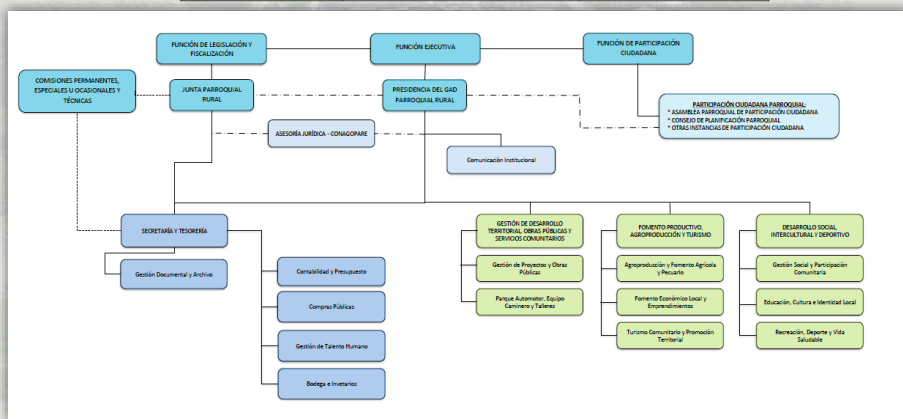 FUNCIÓN DE LEGISLACIÓN Y
FISCALIZACIÓN
FUNCIÓN EJECUTIVA
FUNCIÓN DE PARTICIPACIÓN
CIUDADANA
COMISIONES PERMANENTES,
ESPECIALES U OCASIONALES Y
TÉCNICAS
JUNTA PARROQUIAL
RURAL
PRESIDENCIA DEL GAD
PARROQUIAL RURAL
PARTICIPACIÓN CIUDADANA PARROQUIAL:
* ASAMBLEA PARROQUIAL DE PARTICIPACIÓN CIUDADANA
* CONSEJO DE PLANIFICACIÓN PARROQUIAL
* OTRAS INSTANCIAS DE PARTICIPACIÓN CIUDADANA
ASESORÍA JURÍDICA - CONAGOPARE
Comunicación Institucional
SECRETARÍA Y TESORERÍA
Gestión Documental y Archivo
Contabilidad y Presupuesto
Compras Públicas
Gestión de Talento Humano
Bodega e Invetarios
GESTIÓN DE DESARROLLO
TERRITORIAL, OBRAS PÚBLICAS Y
SERVICIOS COMUNITARIOS
Gestión de Proyectos y Obras
Públicas
Parque Automotor, Equipo
Caminero y Talleres
FOMENTO PRODUCTIVO,
AGROPRODUCCIÓN Y TURISMO
Agroproducción y Fomento Agrícola
y Pecuario
Fomento Económico Local y
Emprendimientos
Turismo Comunitario y Promoción
Territorial
DESARROLLO SOCIAL,
INTERCULTURAL Y DEPORTIVO
Gestión Social y Participación
Comunitaria
Educación, Cultura e Identidad Local
Recreación, Deporte y Vida
Saludable